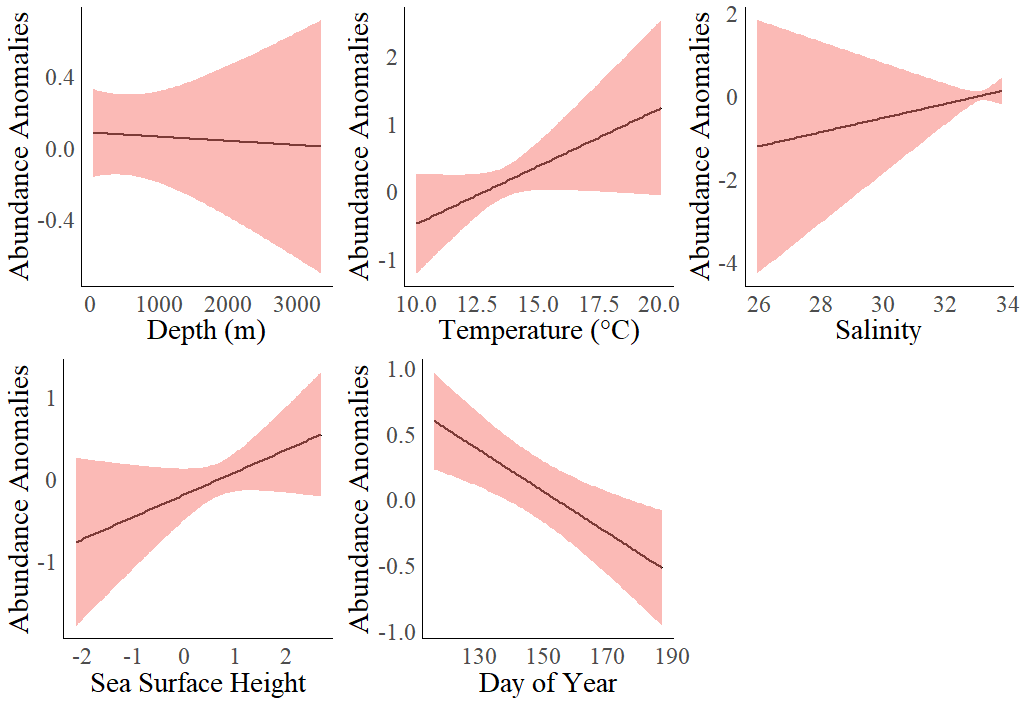 Abundance Anomalies
0.4
0.0
-0.4
0 1000 2000 3000
Depth (m)
Abundance Anomalies
2
1
0
-1
10.0 12.5 15.0 17.5 20.0
Temperature (°C)
Abundance Anomalies
2
0
-2
-4
26 28 30 32 34
Salinity
Abundance Anomalies
1
0
-1
-2 -1 0 1 2
Sea Surface Height
Abundance Anomalies
1.0
0.5
0.0
-0.5
-1.0
130 150 170 190
Day of Year